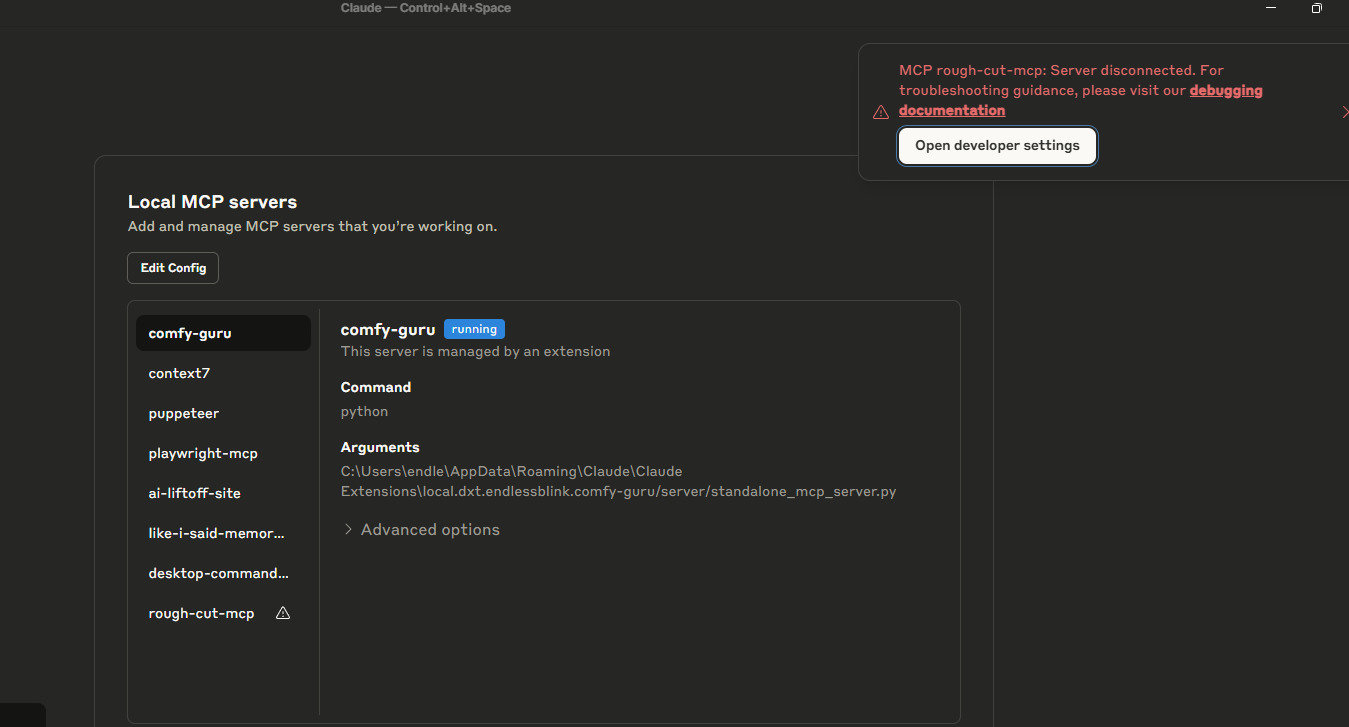 Claude — Control+Alt+Space
MCP rough-cut-mcp: Server disconnected. For
troubleshooting guidance, please visit our debugging
documentation
Open developer settings
Local MCP servers
Add and manage MCP servers that you're working on.
Edit Config
comfy-guru
context7
puppeteer
playwright-mcp
ai-liftoff-site
like-i-said-memor...
desktop-command...
rough-cut-mcp
comfy-guru running
This server is managed by an extension
Command
python
Arguments
C:\Users\endle\AppData\Roaming\Claude\Claude
Extensions\local.dxt.endlessblink.comfy-guru/server/standalone_mcp_server.py
Advanced options